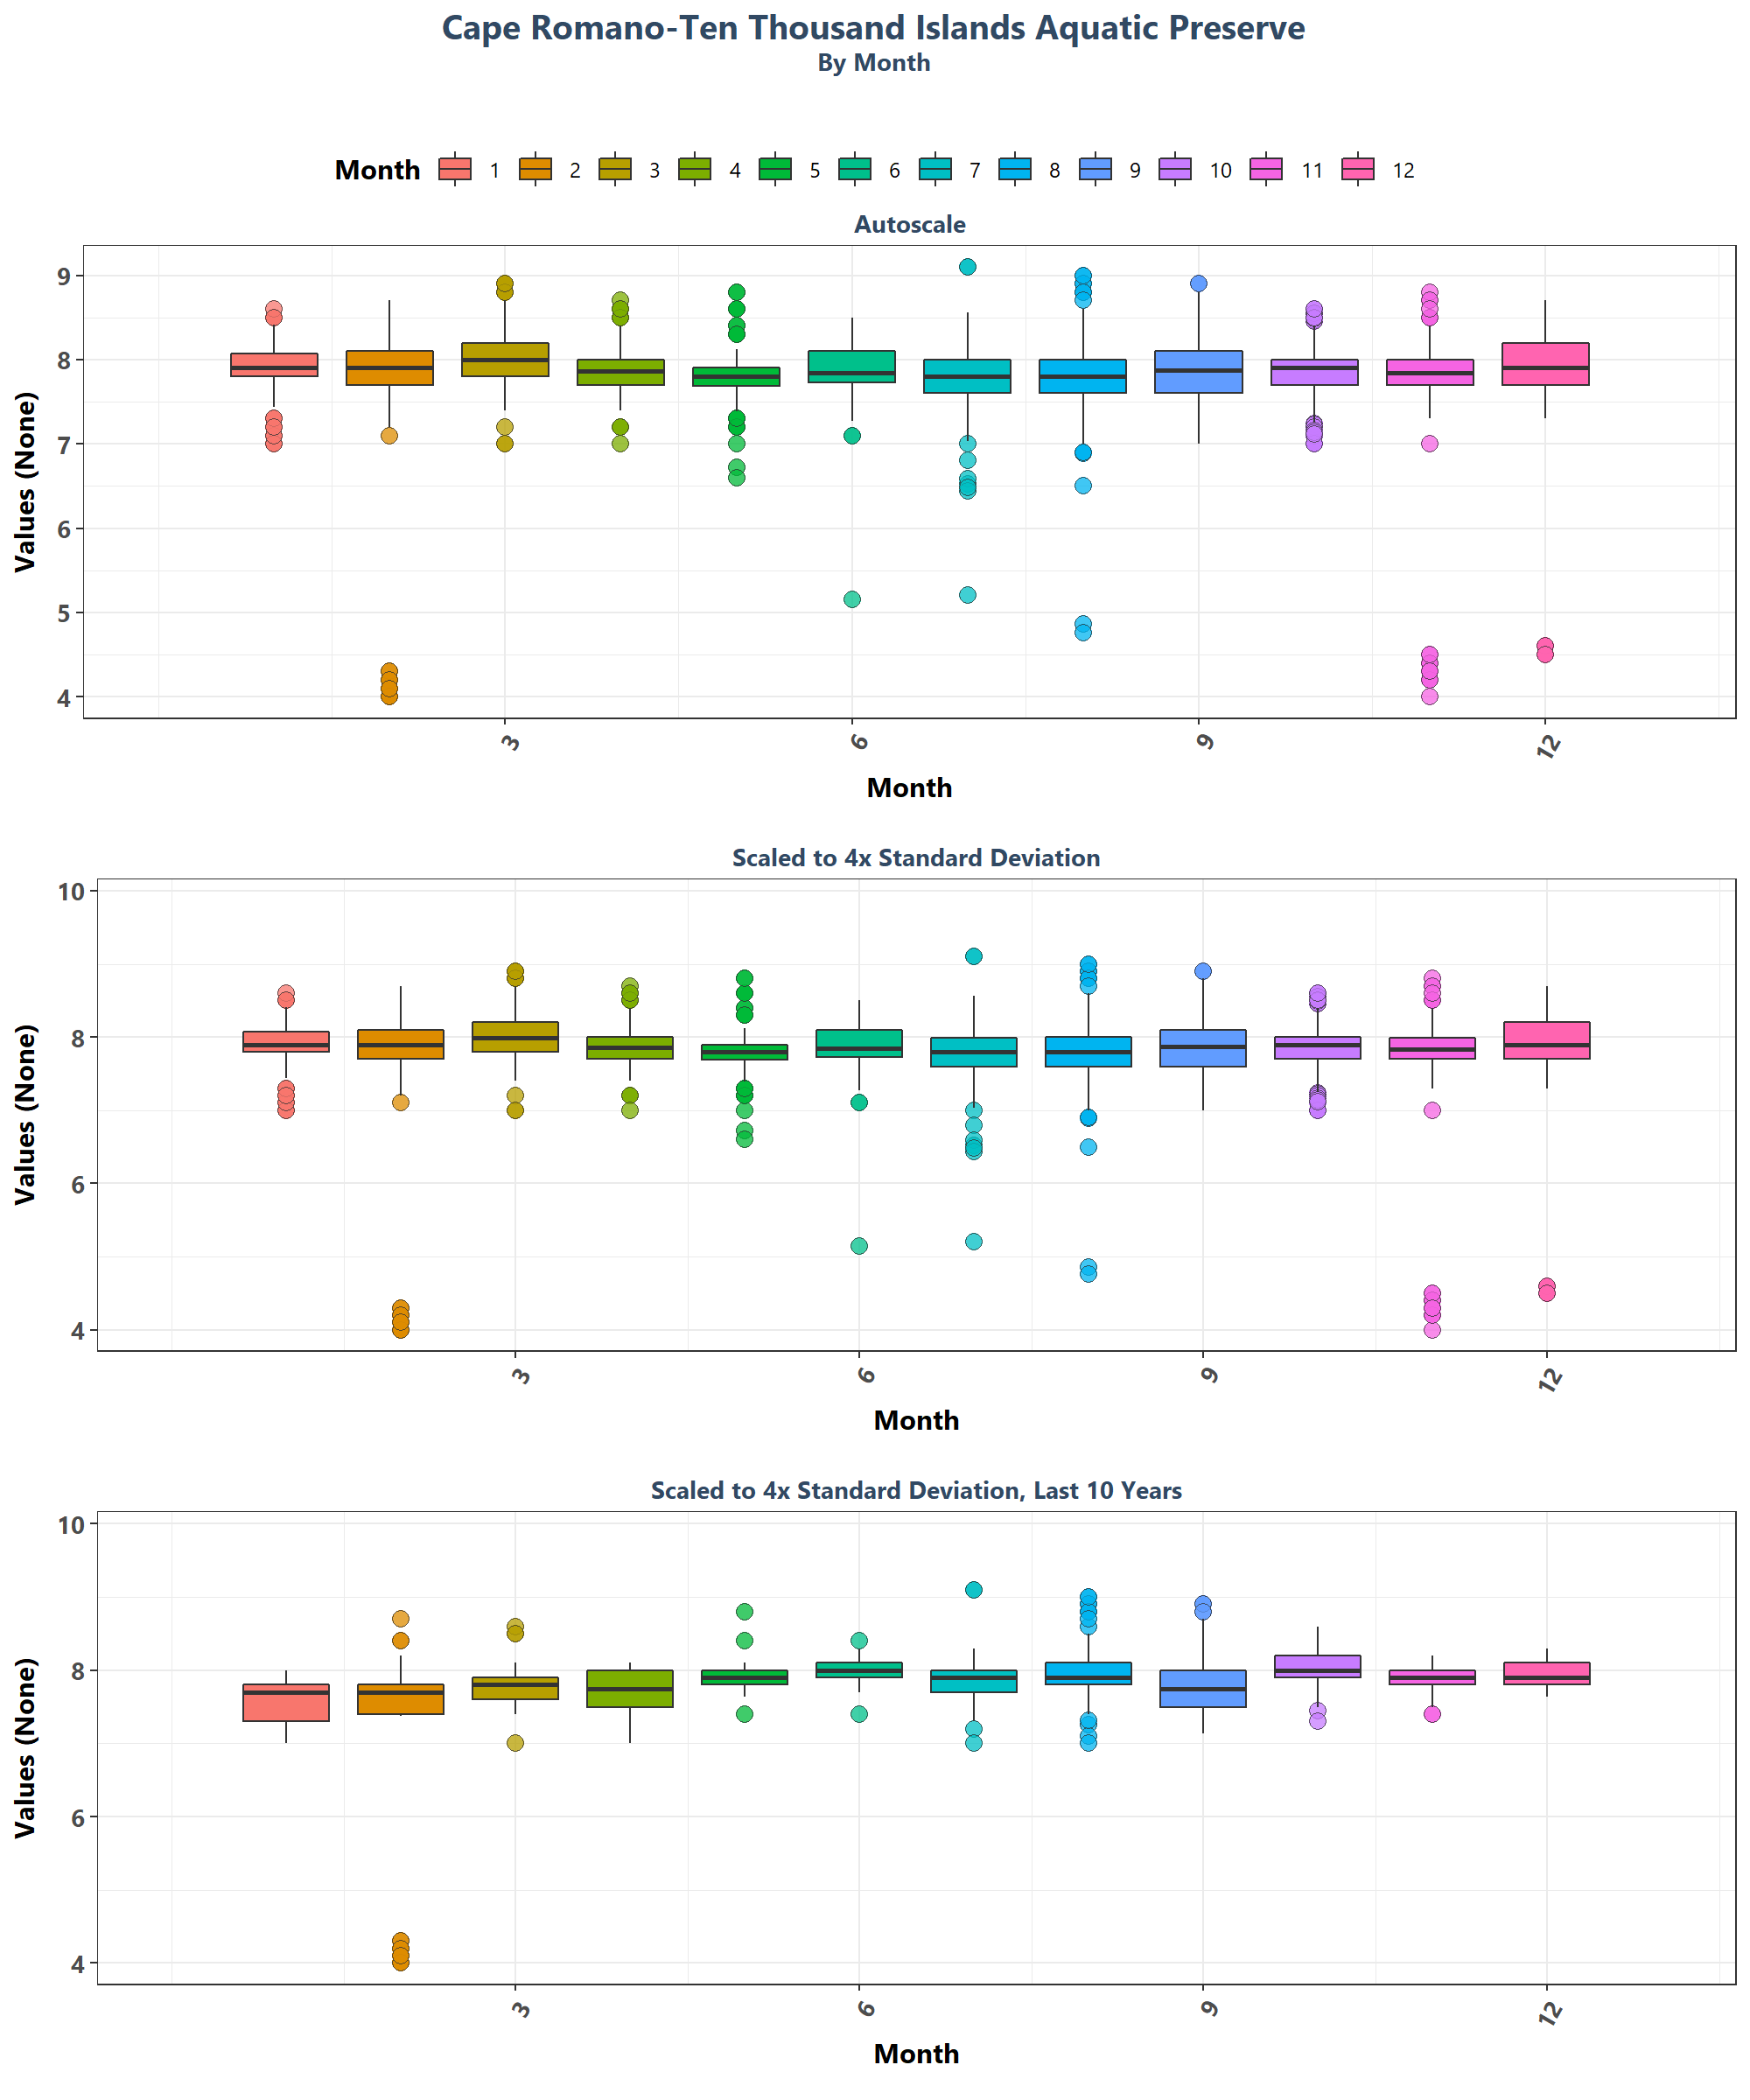 Cape Romano-Ten Thousand Islands Aquatic Preserve
By Month
Month 1 2 3 4 5 6 7 8 9 10 11 12
Autoscale
Values (None)
9
8
7
6
5
4
3 6 9 12
Month
Scaled to 4x Standard Deviation
Values (None)
10
8
6
4
3 6 9 12
Month
Scaled to 4x Standard Deviation, Last 10 Years
Values (None)
10
8
6
4
3 6 9 12
Month